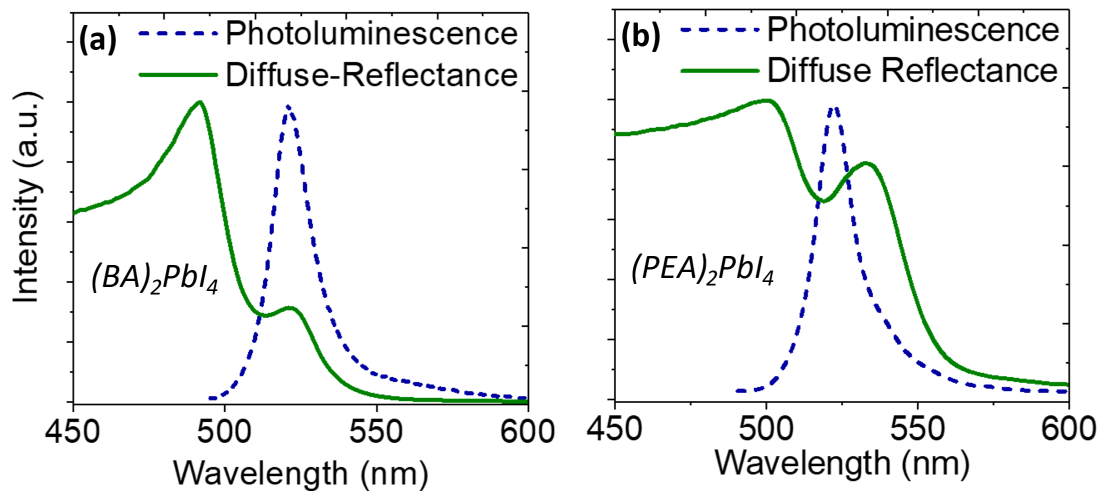 (a)
Photoluminescence
Diffuse-Reflectance
Intensity (a.u.)
(BA)₂PbI₄
450 500 550 600
Wavelength (nm)
(b)
Photoluminescence
Diffuse Reflectance
(PEA)₂PbI₄
450 500 550 600
Wavelength (nm)